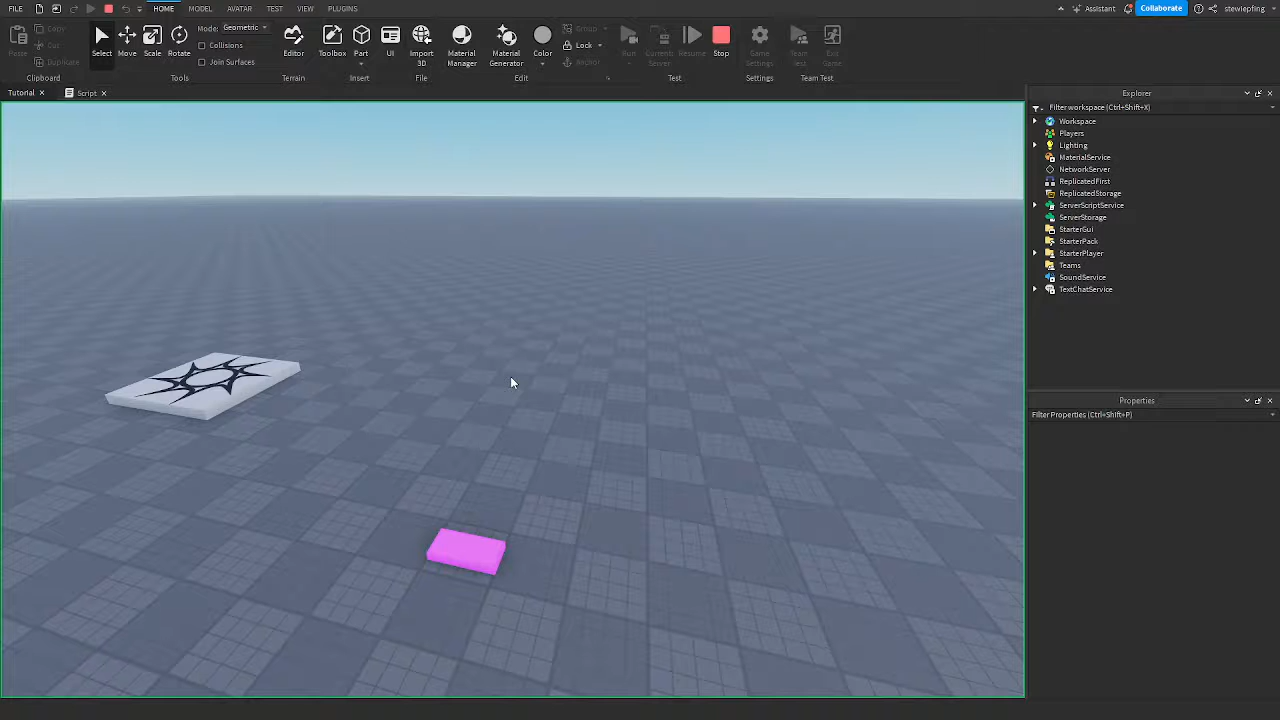 FILE HOME MODEL AVATAR TEST VIEW PLUGINS Assistant Collaborate stewiepfing
Paste Copy Cut Duplicate Clipboard
Select Move Scale Rotate Mode: Geometric Collisions Join Surfaces Tools
Editor Terrain
Toolbox Part UI Insert
Import 3D File
Material Manager Material Generator Color Group Lock Anchor Edit
Run Current: Server Resume Stop Test
Game Settings Settings
Team Test Exit Game Team Test
Tutorial Script
Explorer
Filter workspace (Ctrl+Shift+X)
Workspace
Players
Lighting
MaterialService
NetworkServer
ReplicatedFirst
ReplicatedStorage
ServerScriptService
ServerStorage
StarterGui
StarterPack
StarterPlayer
Teams
SoundService
TextChatService
Properties
Filter Properties (Ctrl+Shift+P)